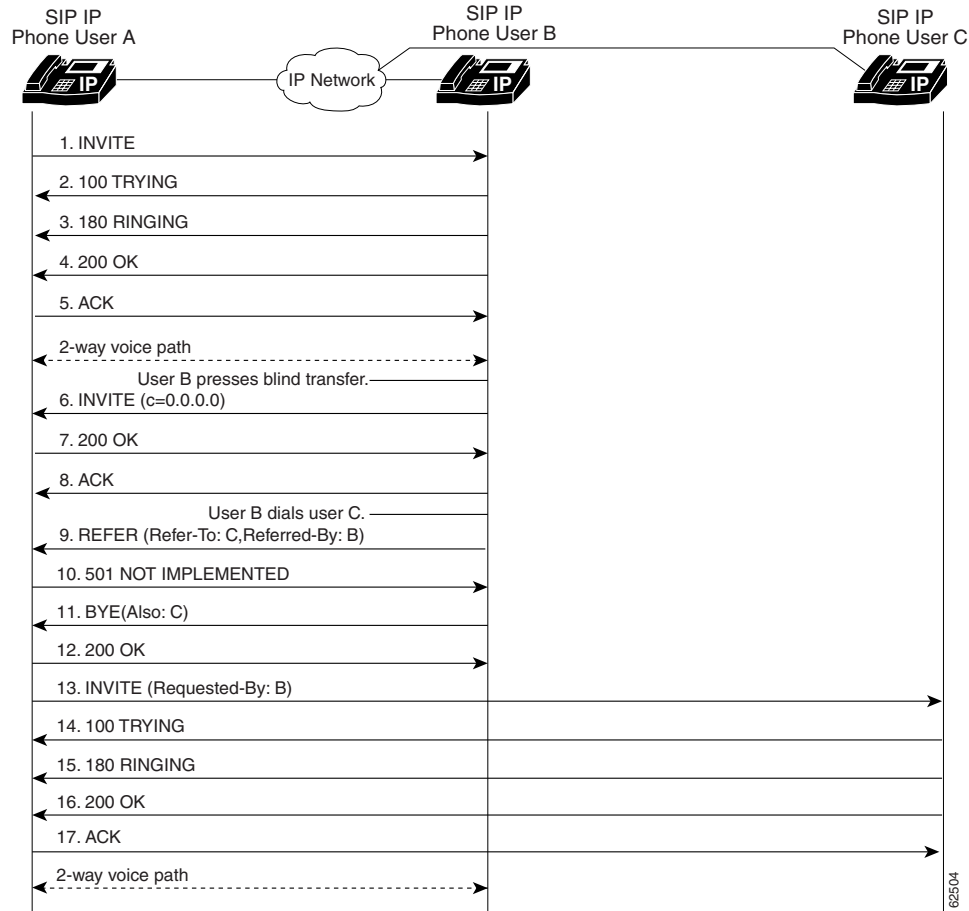 SIP IP
Phone User A
SIP IP
Phone User B
SIP IP
Phone User C
IP
IP Network
IP
IP
1. INVITE
2. 100 TRYING
3. 180 RINGING
4. 200 OK
5. ACK
2-way voice path
User B presses blind transfer.
6. INVITE (c=0.0.0.0)
7. 200 OK
8. ACK
User B dials user C.
9. REFER (Refer-To: C,Referred-By: B)
10. 501 NOT IMPLEMENTED
11. BYE(Also: C)
12. 200 OK
13. INVITE (Requested-By: B)
14. 100 TRYING
15. 180 RINGING
16. 200 OK
17. ACK
2-way voice path
62504